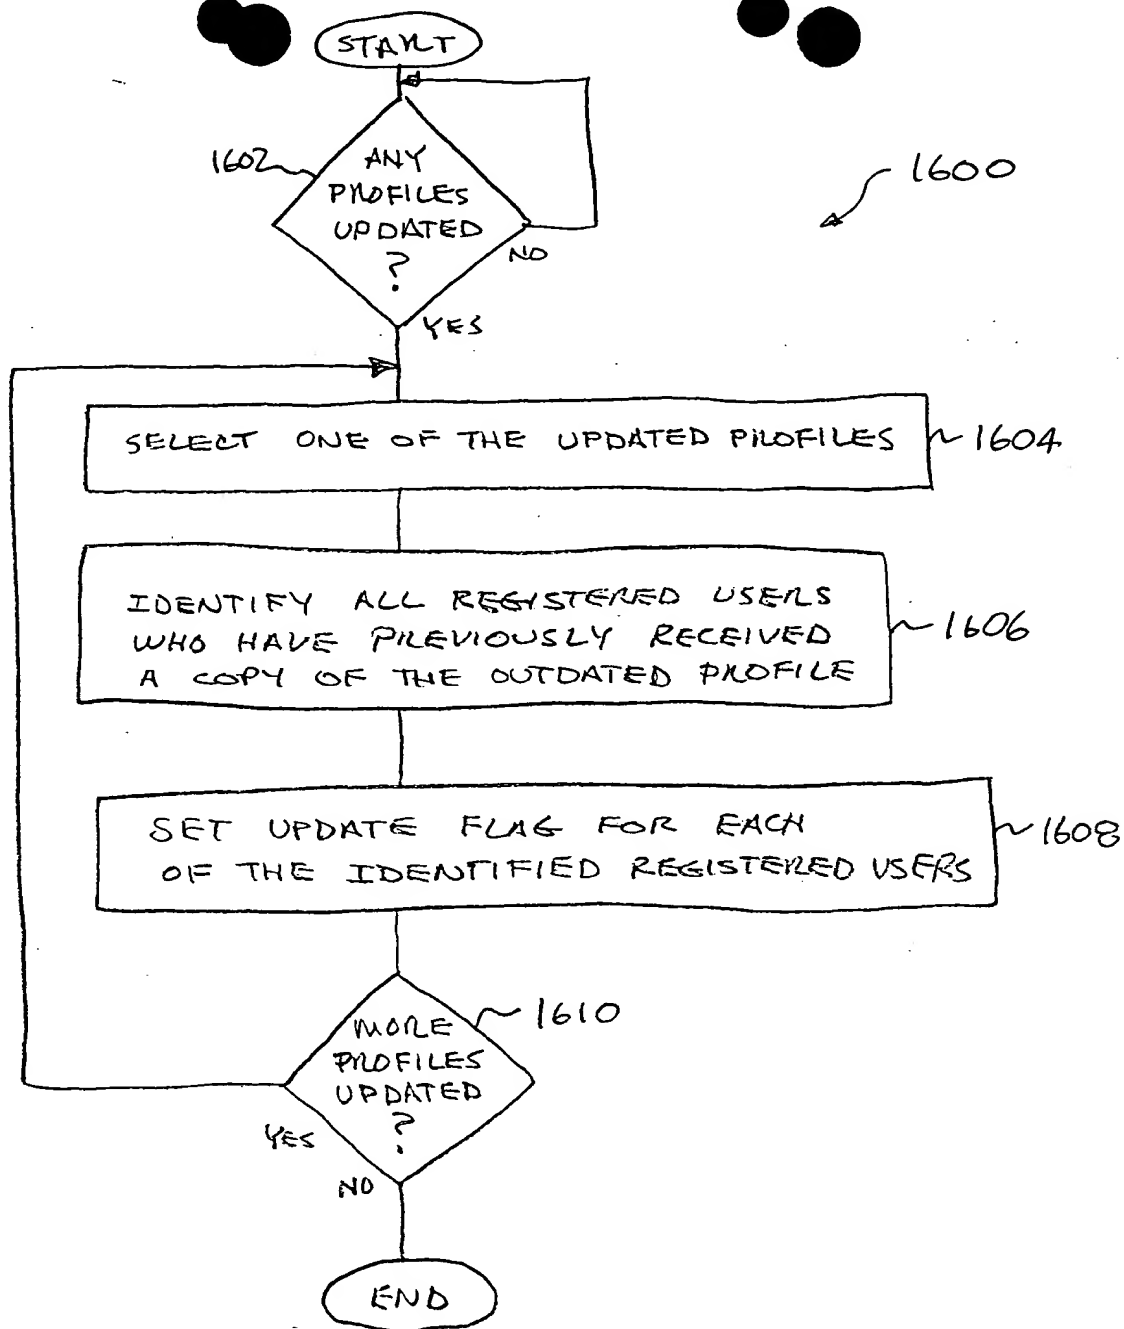 START
1602
ANY
PROFILES
UPDATED
?
1600
NO
YES
SELECT ONE OF THE UPDATED PROFILES
1604
IDENTIFY ALL REGISTERED USERS
WHO HAVE PREVIOUSLY RECEIVED
A COPY OF THE OUTDATED PROFILE
1606
SET UPDATE FLAG FOR EACH
OF THE IDENTIFIED REGISTERED USERS
1608
1610
MORE
PROFILES
UPDATED
?
YES
NO
END